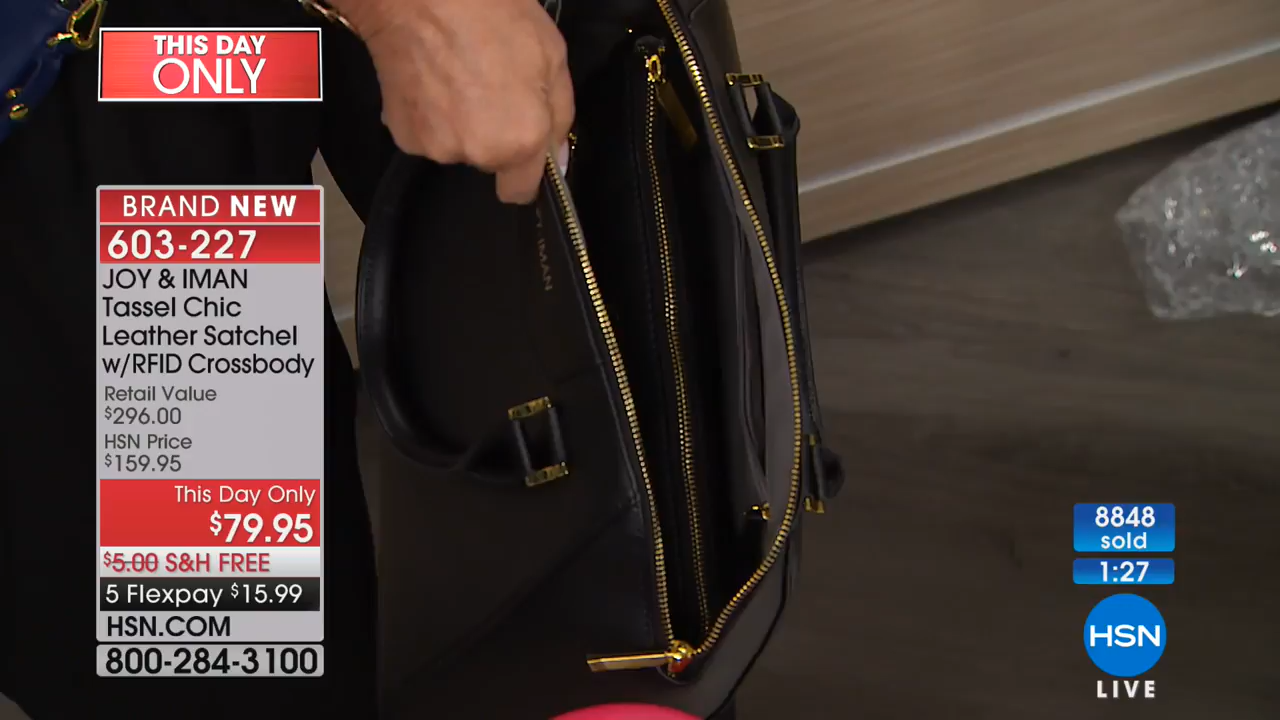 THIS DAY
ONLY
BRAND NEW
603-227
JOY & IMAN
Tassel Chic
Leather Satchel
w/RFID Crossbody
Retail Value
$296.00
HSN Price
$159.95
This Day Only
$79.95
$5.00 S&H FREE
5 Flexpay $15.99
HSN.COM
800-284-3100
IMAN
8848
sold
1:27
HSN
LIVE